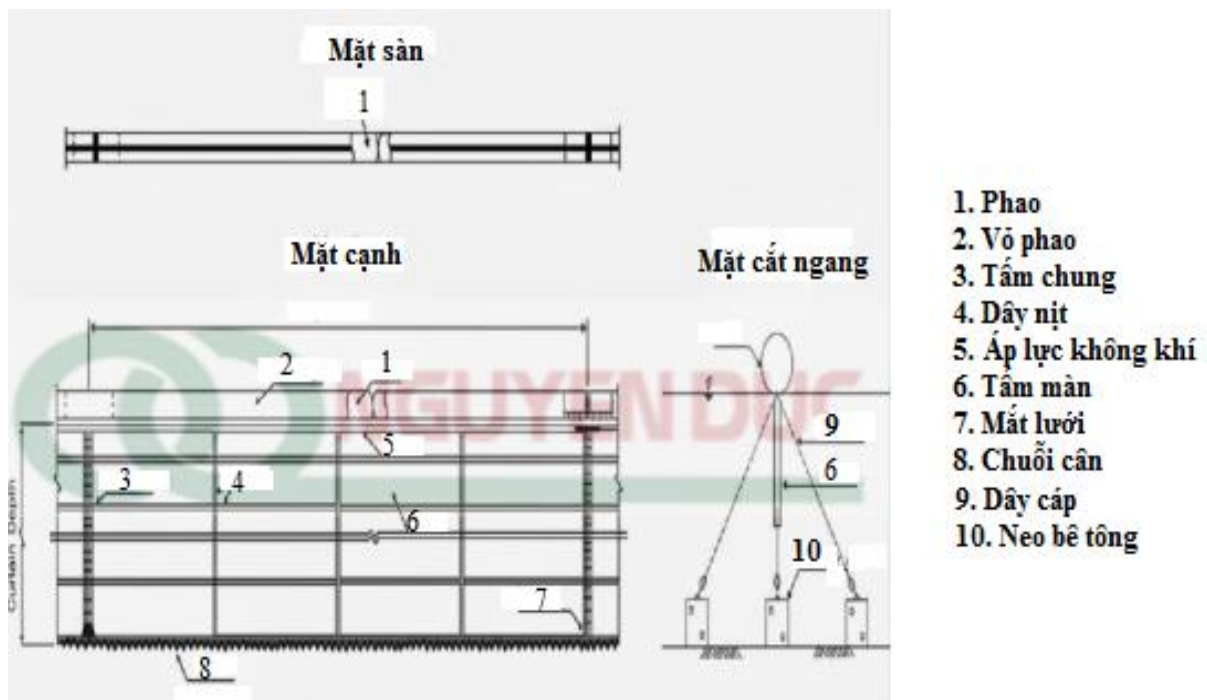 Mặt sàn
1
Mặt cạnh
Mặt cắt ngang
2
1
5
3
4
6
7
8
9
6
10
Curtain Depth
NGUYEN DUC
1. Phao
2. Vỏ phao
3. Tấm chung
4. Dây nịt
5. Áp lực không khí
6. Tấm màn
7. Mắt lưới
8. Chuỗi cân
9. Dây cáp
10. Neo bê tông